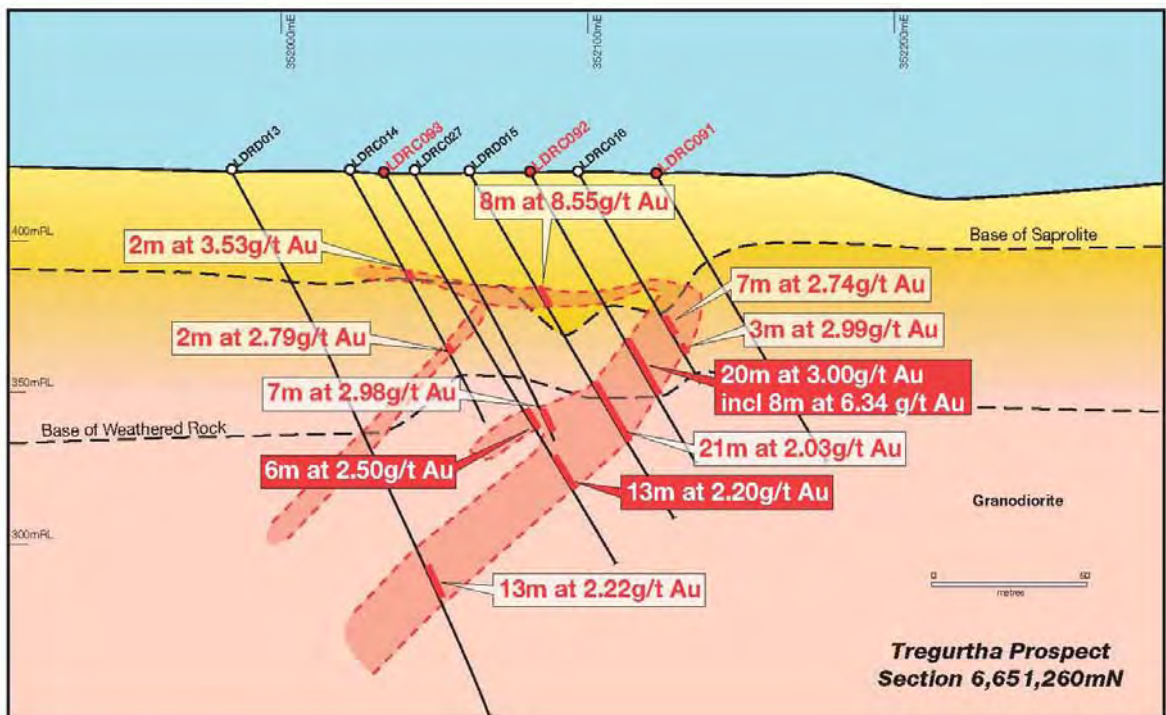 352000mE
352100mE
352200mE
LDRD013
LDRC014
LDRC093
LDRC027
LDRD015
LDRC092
LDRC016
LDRC091
8m at 8.55g/t Au
400mRL
2m at 3.53g/t Au
Base of Saprolite
7m at 2.74g/t Au
2m at 2.79g/t Au
3m at 2.99g/t Au
350mRL
7m at 2.98g/t Au
20m at 3.00g/t Au
incl 8m at 6.34 g/t Au
Base of Weathered Rock
21m at 2.03g/t Au
6m at 2.50g/t Au
13m at 2.20g/t Au
Granodiorite
300mRL
13m at 2.22g/t Au
0 50
metres
Tregurtha Prospect
Section 6,651,260mN